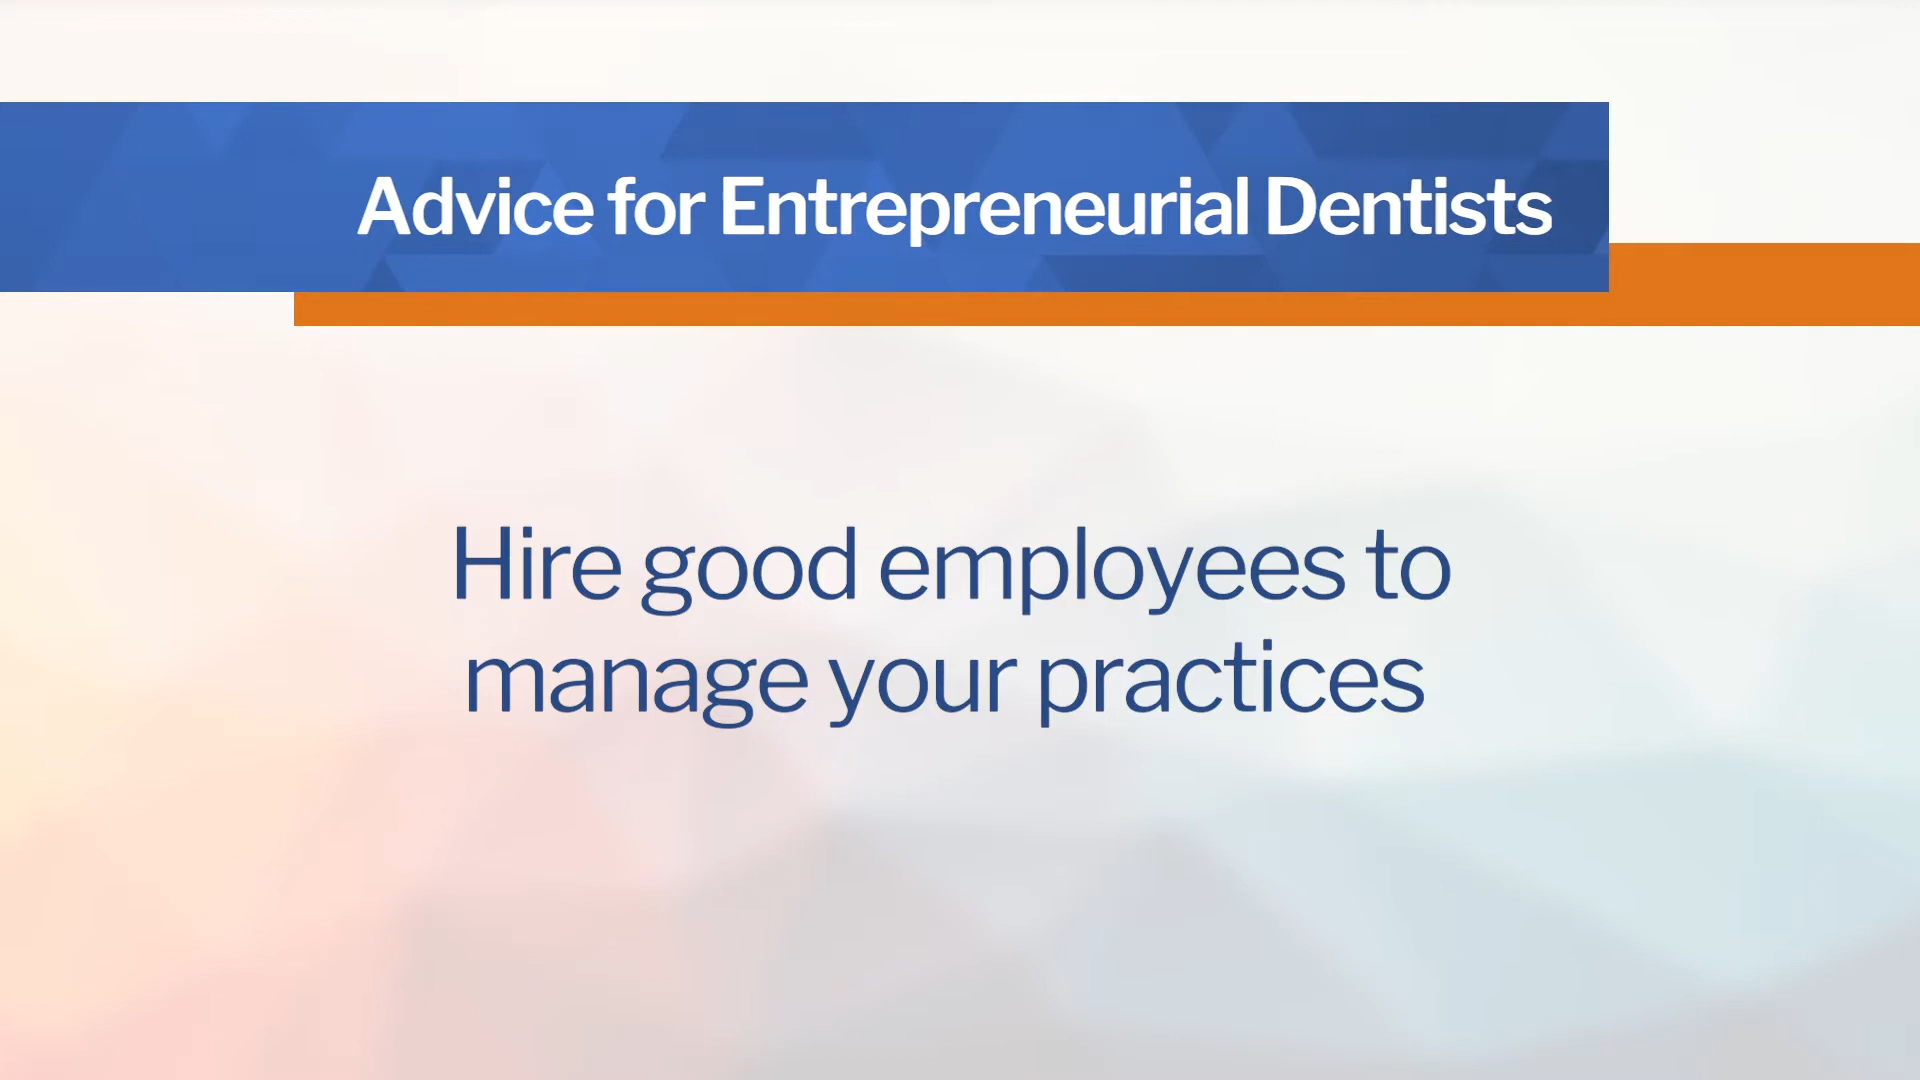 Advice for Entrepreneurial Dentists
Hire good employees to
manage your practices